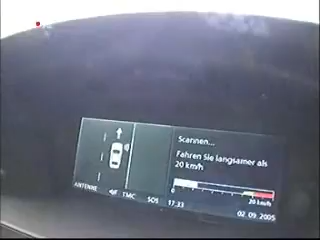 Scannen...
Fahren Sie langsamer als
20 km/h
0 20 km/h
ANTENNE TMC SOS 17:33 02.09.2005